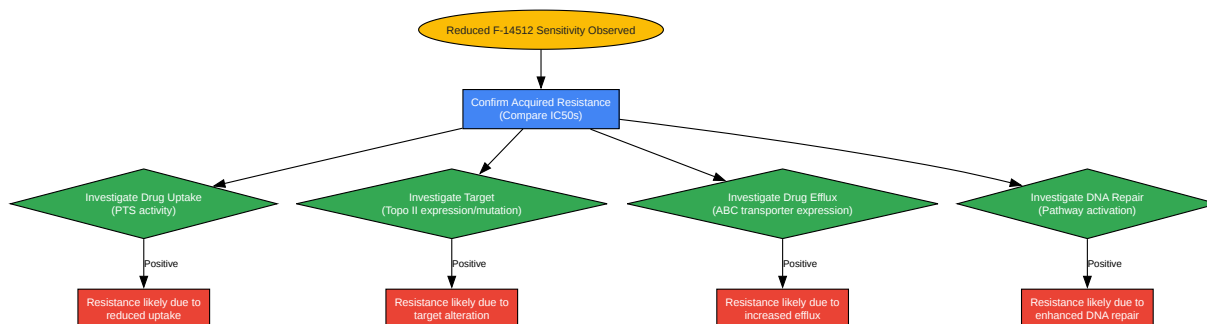 Reduced F-14512 Sensitivity Observed
Confirm Acquired Resistance
(Compare IC50s)
Investigate Drug Uptake
(PTS activity)
Investigate Target
(Topo II expression/mutation)
Investigate Drug Efflux
(ABC transporter expression)
Investigate DNA Repair
(Pathway activation)
Positive
Positive
Positive
Positive
Resistance likely due to
reduced uptake
Resistance likely due to
target alteration
Resistance likely due to
increased efflux
Resistance likely due to
enhanced DNA repair